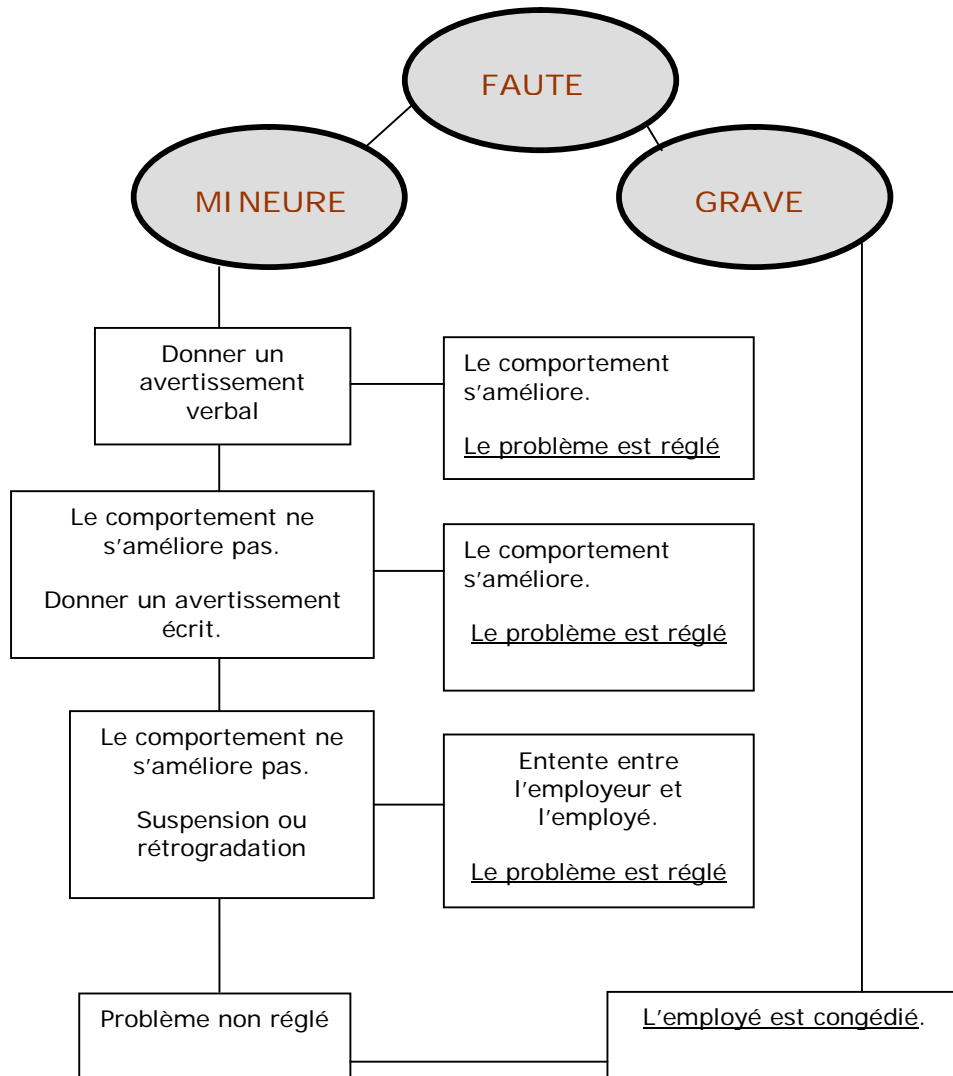 FAUTE
MINEURE
GRAVE
Donner un
avertissement
verbal
Le comportement
s'améliore.
Le problème est réglé
Le comportement ne
s'améliore pas.
Donner un avertissement
écrit.
Le comportement
s'améliore.
Le problème est réglé
Le comportement ne
s'améliore pas.
Suspension ou
rétrogradation
Entente entre
l'employeur et
l'employé.
Le problème est réglé
Problème non réglé
L'employé est congédié.